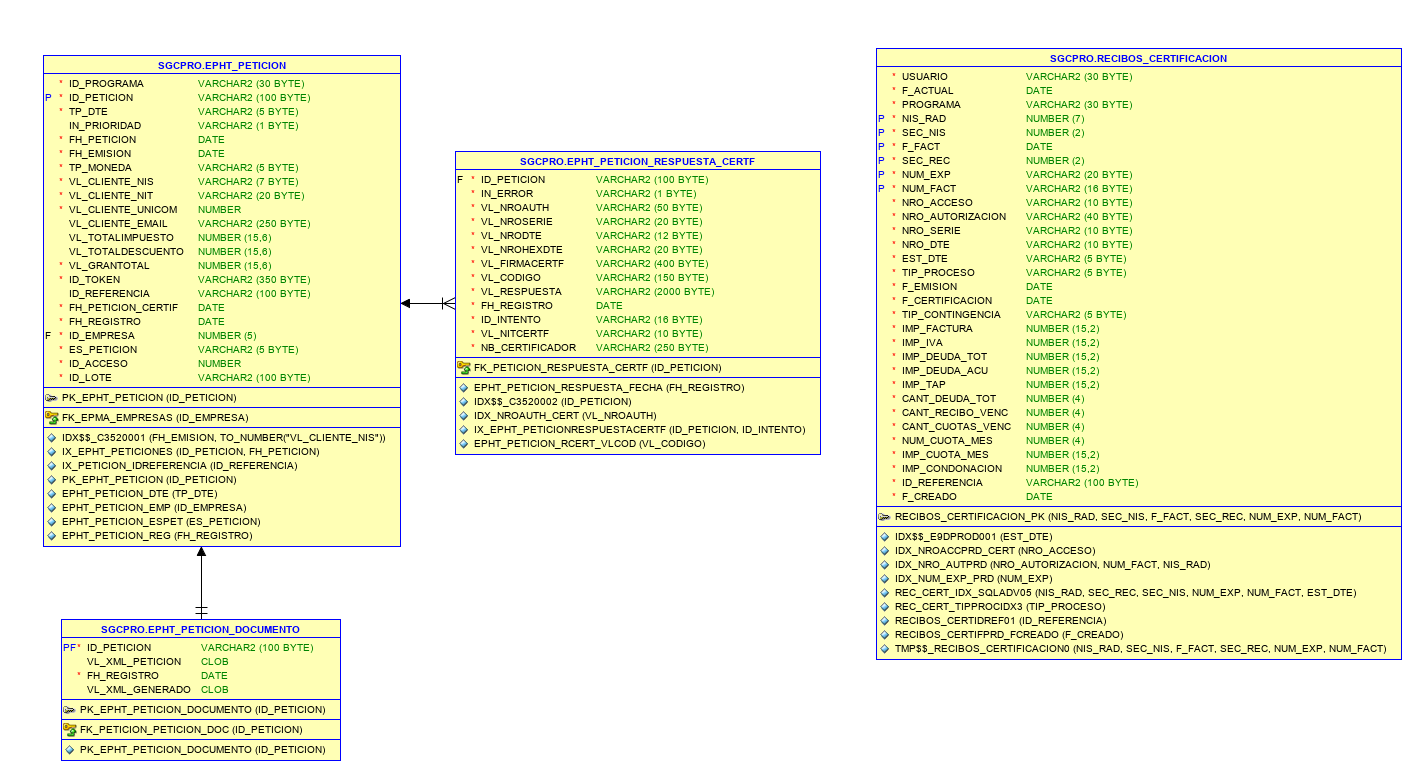 SGCPRO.EPHT_PETICION
* ID_PROGRAMA VARCHAR2 (30 BYTE)
P * ID_PETICION VARCHAR2 (100 BYTE)
* TP_DTE VARCHAR2 (5 BYTE)
IN_PRIORIDAD VARCHAR2 (1 BYTE)
* FH_PETICION DATE
* FH_EMISION DATE
* TP_MONEDA VARCHAR2 (5 BYTE)
* VL_CLIENTE_NIS VARCHAR2 (7 BYTE)
* VL_CLIENTE_NIT VARCHAR2 (20 BYTE)
* VL_CLIENTE_UNICOM NUMBER
VL_CLIENTE_EMAIL VARCHAR2 (250 BYTE)
VL_TOTALIMPUESTO NUMBER (15,6)
VL_TOTALDESCUENTO NUMBER (15,6)
* VL_GRANTOTAL NUMBER (15,6)
* ID_TOKEN VARCHAR2 (350 BYTE)
ID_REFERENCIA VARCHAR2 (100 BYTE)
* FH_PETICION_CERTIF DATE
* FH_REGISTRO DATE
F * ID_EMPRESA NUMBER (5)
* ES_PETICION VARCHAR2 (5 BYTE)
* ID_ACCESO NUMBER
* ID_LOTE VARCHAR2 (100 BYTE)
PK_EPHT_PETICION (ID_PETICION)
FK_EPMA_EMPRESAS (ID_EMPRESA)
IDX$$_C3520001 (FH_EMISION, TO_NUMBER("VL_CLIENTE_NIS"))
IX_EPHT_PETICIONES (ID_PETICION, FH_PETICION)
IX_PETICION_IDREFERENCIA (ID_REFERENCIA)
PK_EPHT_PETICION (ID_PETICION)
EPHT_PETICION_DTE (TP_DTE)
EPHT_PETICION_EMP (ID_EMPRESA)
EPHT_PETICION_ESPET (ES_PETICION)
EPHT_PETICION_REG (FH_REGISTRO)
SGCPRO.EPHT_PETICION_DOCUMENTO
PF* ID_PETICION VARCHAR2 (100 BYTE)
VL_XML_PETICION CLOB
* FH_REGISTRO DATE
VL_XML_GENERADO CLOB
PK_EPHT_PETICION_DOCUMENTO (ID_PETICION)
FK_PETICION_PETICION_DOC (ID_PETICION)
PK_EPHT_PETICION_DOCUMENTO (ID_PETICION)
SGCPRO.EPHT_PETICION_RESPUESTA_CERTF
F * ID_PETICION VARCHAR2 (100 BYTE)
* IN_ERROR VARCHAR2 (1 BYTE)
* VL_NROAUTH VARCHAR2 (50 BYTE)
* VL_NROSERIE VARCHAR2 (20 BYTE)
* VL_NRODTE VARCHAR2 (12 BYTE)
* VL_NROHEXDTE VARCHAR2 (20 BYTE)
* VL_FIRMACERTF VARCHAR2 (400 BYTE)
* VL_CODIGO VARCHAR2 (150 BYTE)
* VL_RESPUESTA VARCHAR2 (2000 BYTE)
* FH_REGISTRO DATE
* ID_INTENTO VARCHAR2 (16 BYTE)
* VL_NITCERTF VARCHAR2 (10 BYTE)
* NB_CERTIFICADOR VARCHAR2 (250 BYTE)
FK_PETICION_RESPUESTA_CERTF (ID_PETICION)
EPHT_PETICION_RESPUESTA_FECHA (FH_REGISTRO)
IDX$$_C3520002 (ID_PETICION)
IDX_NROAUTH_CERT (VL_NROAUTH)
IX_EPHT_PETICIONRESPUESTACERTF (ID_PETICION, ID_INTENTO)
EPHT_PETICION_RCERT_VLCOD (VL_CODIGO)
SGCPRO.RECIBOS_CERTIFICACION
* USUARIO VARCHAR2 (30 BYTE)
* F_ACTUAL DATE
* PROGRAMA VARCHAR2 (30 BYTE)
P * NIS_RAD NUMBER (7)
P * SEC_NIS NUMBER (2)
P * F_FACT DATE
P * SEC_REC NUMBER (2)
P * NUM_EXP VARCHAR2 (20 BYTE)
P * NUM_FACT VARCHAR2 (16 BYTE)
* NRO_ACCESO VARCHAR2 (10 BYTE)
* NRO_AUTORIZACION VARCHAR2 (40 BYTE)
* NRO_SERIE VARCHAR2 (10 BYTE)
* NRO_DTE VARCHAR2 (10 BYTE)
* EST_DTE VARCHAR2 (5 BYTE)
* TIP_PROCESO VARCHAR2 (5 BYTE)
* F_EMISION DATE
* F_CERTIFICACION DATE
* TIP_CONTINGENCIA VARCHAR2 (5 BYTE)
* IMP_FACTURA NUMBER (15,2)
* IMP_IVA NUMBER (15,2)
* IMP_DEUDA_TOT NUMBER (15,2)
* IMP_DEUDA_ACU NUMBER (15,2)
* IMP_TAP NUMBER (15,2)
* CANT_DEUDA_TOT NUMBER (4)
* CANT_RECIBO_VENC NUMBER (4)
* CANT_CUOTAS_VENC NUMBER (4)
* NUM_CUOTA_MES NUMBER (4)
* IMP_CUOTA_MES NUMBER (15,2)
* IMP_CONDONACION NUMBER (15,2)
* ID_REFERENCIA VARCHAR2 (100 BYTE)
* F_CREADO DATE
RECIBOS_CERTIFICACION_PK (NIS_RAD, SEC_NIS, F_FACT, SEC_REC, NUM_EXP, NUM_FACT)
IDX$$_E9DPROD001 (EST_DTE)
IDX_NROACCPRD_CERT (NRO_ACCESO)
IDX_NRO_AUTPRD (NRO_AUTORIZACION, NUM_FACT, NIS_RAD)
IDX_NUM_EXP_PRD (NUM_EXP)
REC_CERT_IDX_SQLADV05 (NIS_RAD, SEC_REC, SEC_NIS, NUM_EXP, NUM_FACT, EST_DTE)
REC_CERT_TIPPROCIDX3 (TIP_PROCESO)
RECIBOS_CERTIDREF01 (ID_REFERENCIA)
RECIBOS_CERTIFPRD_FCREADO (F_CREADO)
TMP$$_RECIBOS_CERTIFICACION0 (NIS_RAD, SEC_NIS, F_FACT, SEC_REC, NUM_EXP, NUM_FACT)